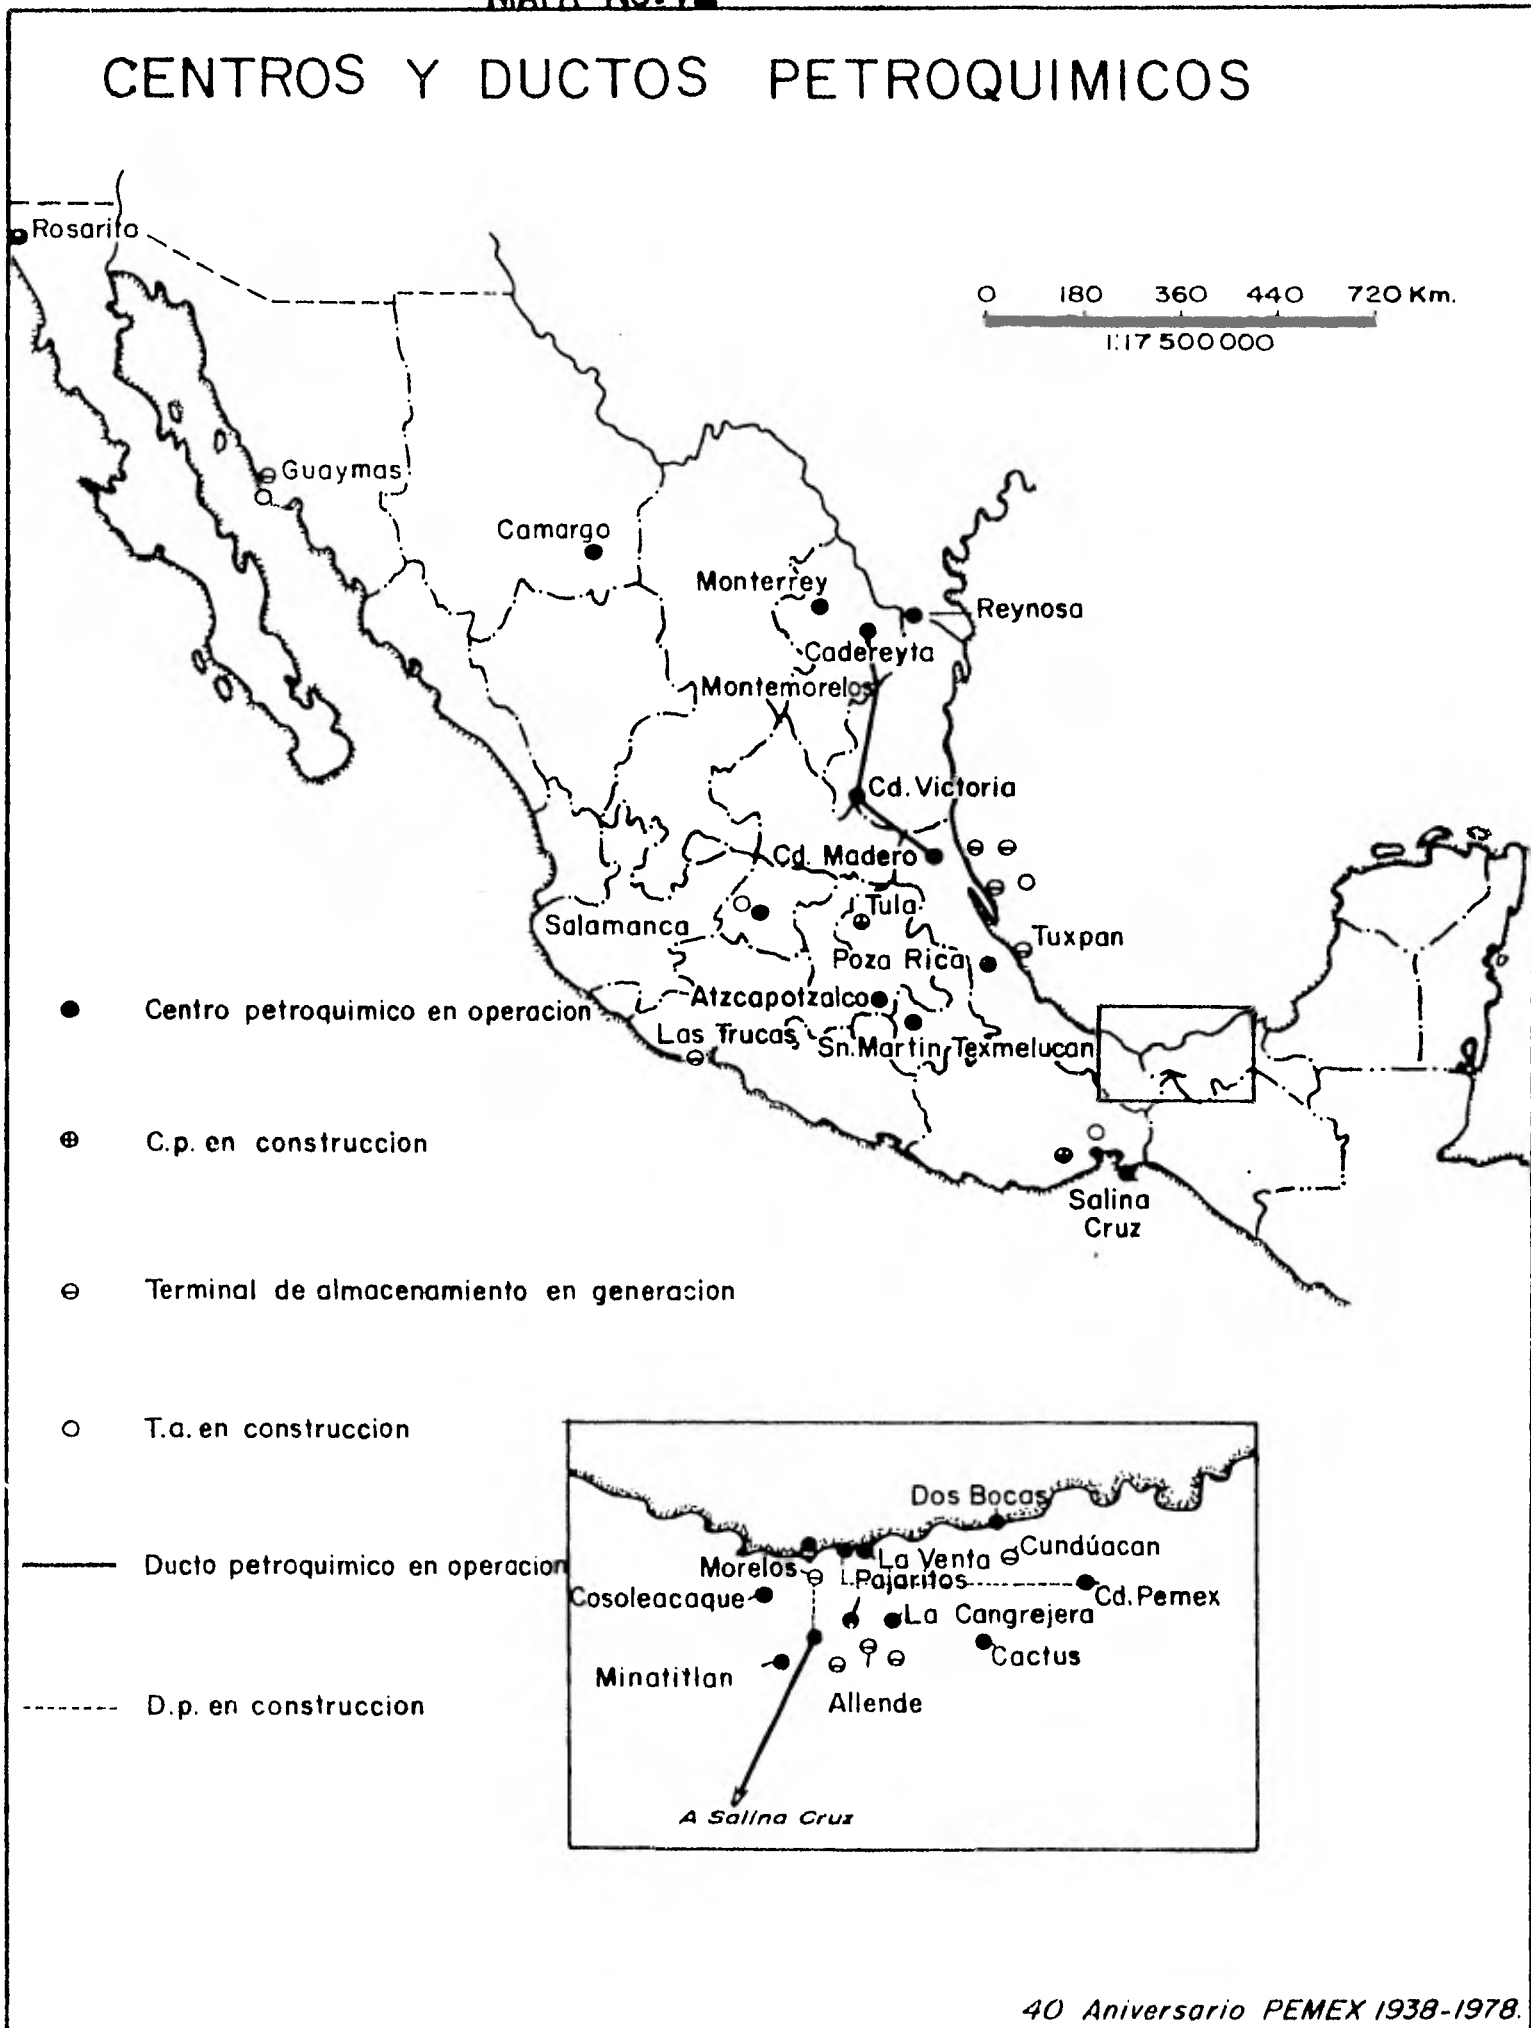 CENTROS Y DUCTOS PETROQUIMICOS
Rosarito
0 180 360 440 720 Km.
1:17 500 000
Guaymas
Camargo
Monterrey
Reynosa
Cadereyta
Montemorelos
Cd. Victoria
Cd. Madero
Tula
Salamanca
Tuxpan
Poza Rica
Atzcapotzalco
Las Trucas
Sn. Martin Texmelucan
Salina
Cruz
Centro petroquimico en operacion
C.p. en construccion
Terminal de almacenamiento en generacion
T.a. en construccion
Ducto petroquimico en operacion
D.p. en construccion
Dos Bocas
Cundúacan
La Venta
Morelos
Pajaritos
Cosoleacaque
Cd. Pemex
La Cangrejera
Cactus
Minatitlan
Allende
A Salina Cruz
40 Aniversario PEMEX 1938-1978.